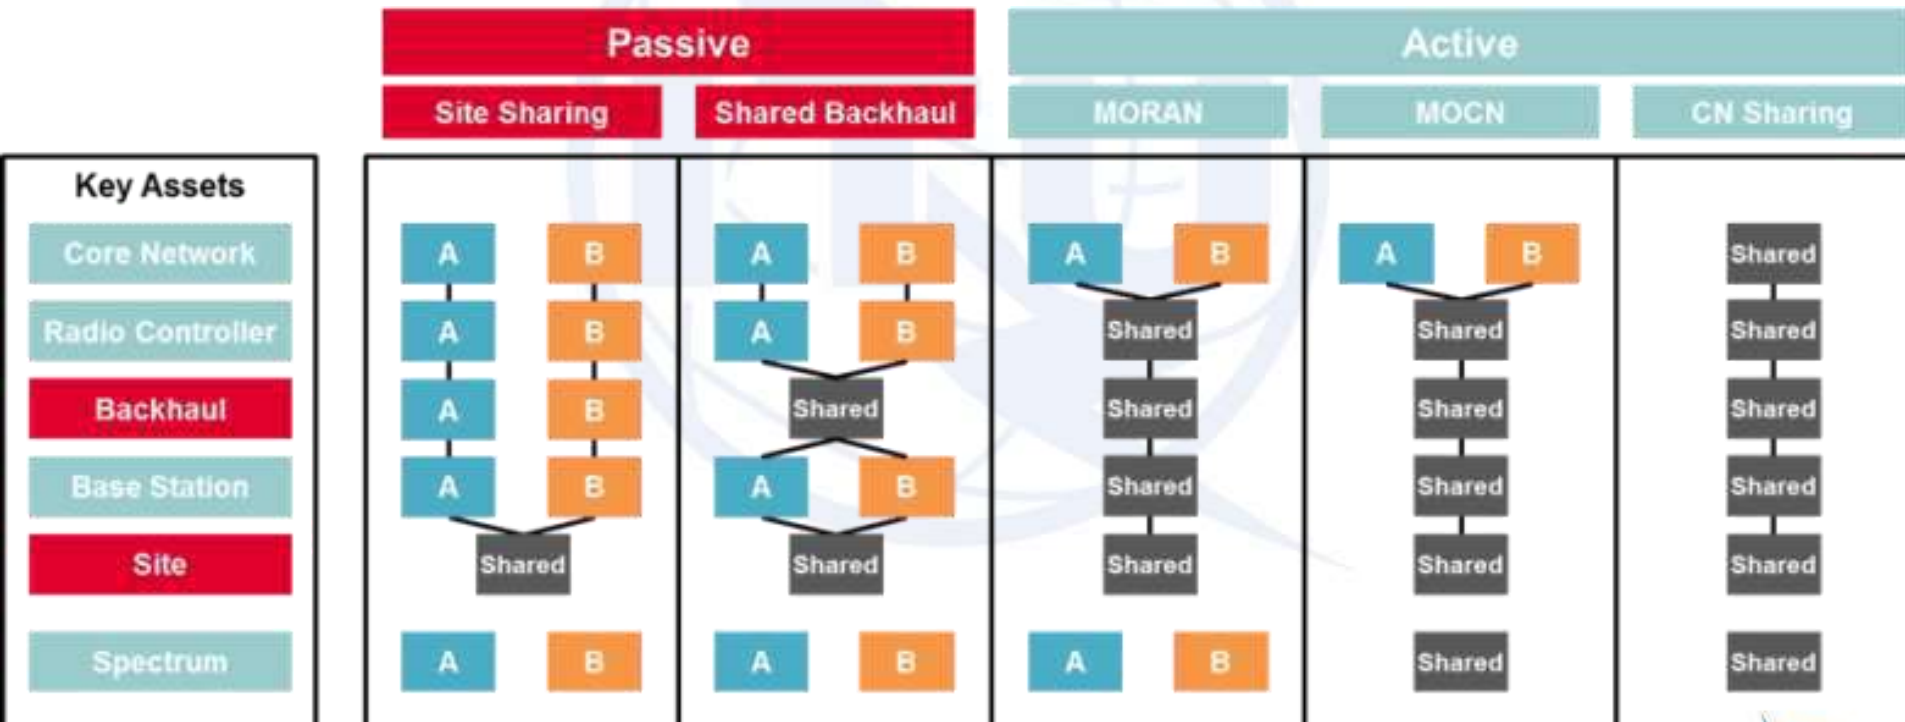 Passive Active
Site Sharing Shared Backhaul MORAN MOCN CN Sharing
Key Assets
Core Network A B A B A B A B Shared
Radio Controller A B A B Shared Shared Shared
Backhaul A B Shared Shared Shared Shared
Base Station A B A B Shared Shared Shared
Site Shared Shared Shared Shared Shared
Spectrum A B A B A B Shared Shared